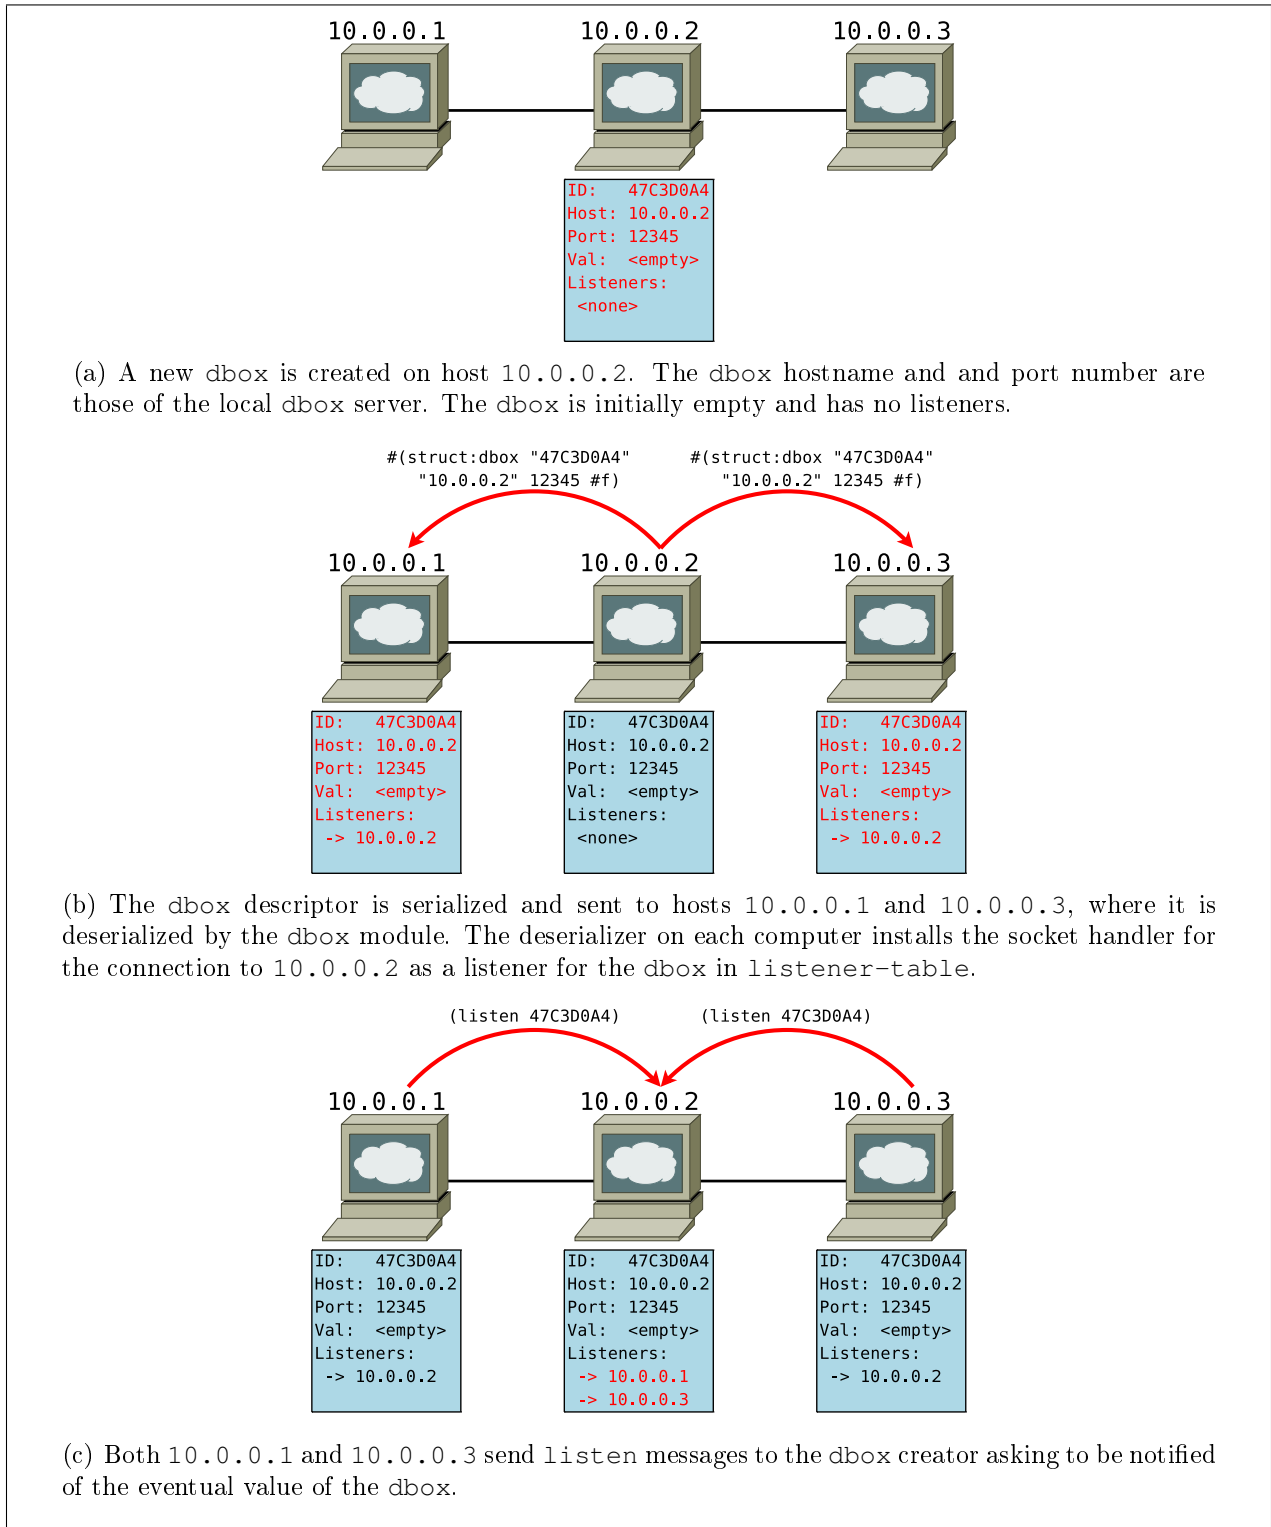 10.0.0.1 10.0.0.2 10.0.0.3
ID: 47C3D0A4
Host: 10.0.0.2
Port: 12345
Val: <empty>
Listeners:
<none>
(a) A new dbox is created on host 10.0.0.2. The dbox hostname and and port number are
those of the local dbox server. The dbox is initially empty and has no listeners.
#(struct:dbox "47C3D0A4"
"10.0.0.2" 12345 #f)
#(struct:dbox "47C3D0A4"
"10.0.0.2" 12345 #f)
10.0.0.1 10.0.0.2 10.0.0.3
ID: 47C3D0A4
Host: 10.0.0.2
Port: 12345
Val: <empty>
Listeners:
-> 10.0.0.2
ID: 47C3D0A4
Host: 10.0.0.2
Port: 12345
Val: <empty>
Listeners:
<none>
ID: 47C3D0A4
Host: 10.0.0.2
Port: 12345
Val: <empty>
Listeners:
-> 10.0.0.2
(b) The dbox descriptor is serialized and sent to hosts 10.0.0.1 and 10.0.0.3, where it is
deserialized by the dbox module. The deserializer on each computer installs the socket handler for
the connection to 10.0.0.2 as a listener for the dbox in listener-table.
(listen 47C3D0A4) (listen 47C3D0A4)
10.0.0.1 10.0.0.2 10.0.0.3
ID: 47C3D0A4
Host: 10.0.0.2
Port: 12345
Val: <empty>
Listeners:
-> 10.0.0.2
ID: 47C3D0A4
Host: 10.0.0.2
Port: 12345
Val: <empty>
Listeners:
-> 10.0.0.1
-> 10.0.0.3
ID: 47C3D0A4
Host: 10.0.0.2
Port: 12345
Val: <empty>
Listeners:
-> 10.0.0.2
(c) Both 10.0.0.1 and 10.0.0.3 send listen messages to the dbox creator asking to be notified
of the eventual value of the dbox.